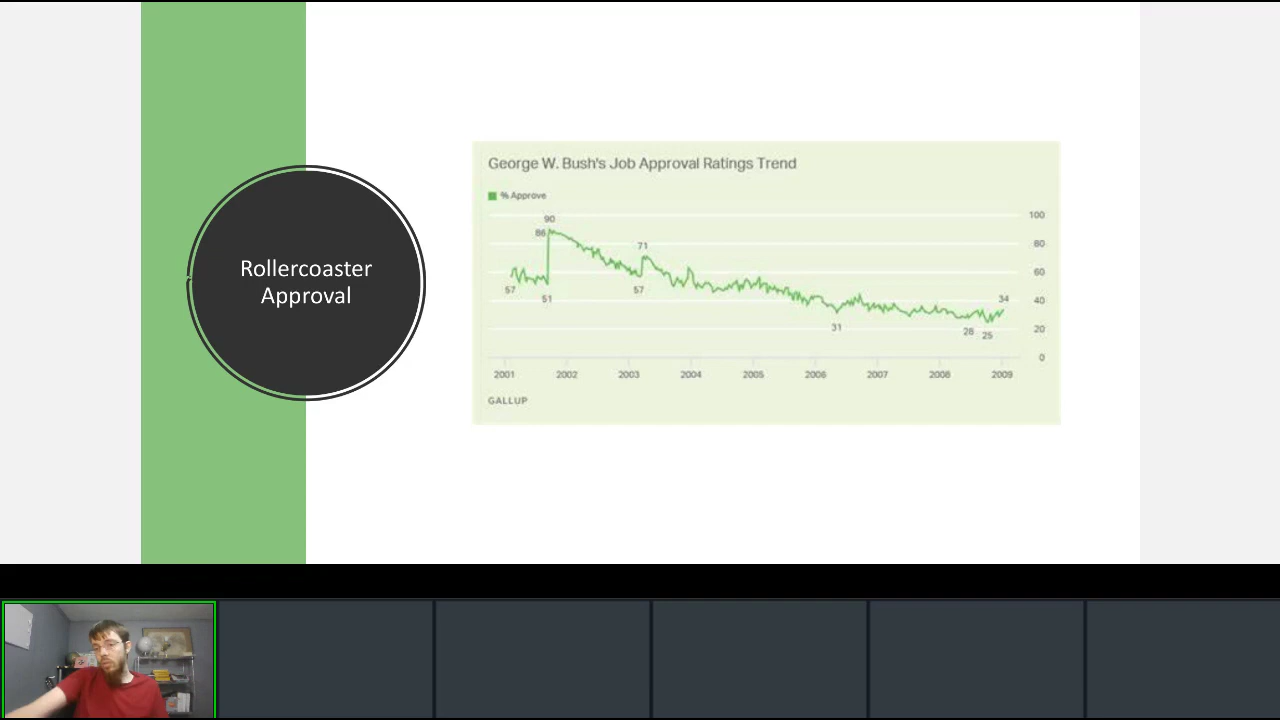 Rollercoaster
Approval
George W. Bush's Job Approval Ratings Trend
% Approve
90
86
71
57
51
57
31
28
25
34
100
80
60
40
20
0
2001 2002 2003 2004 2005 2006 2007 2008 2009
GALLUP